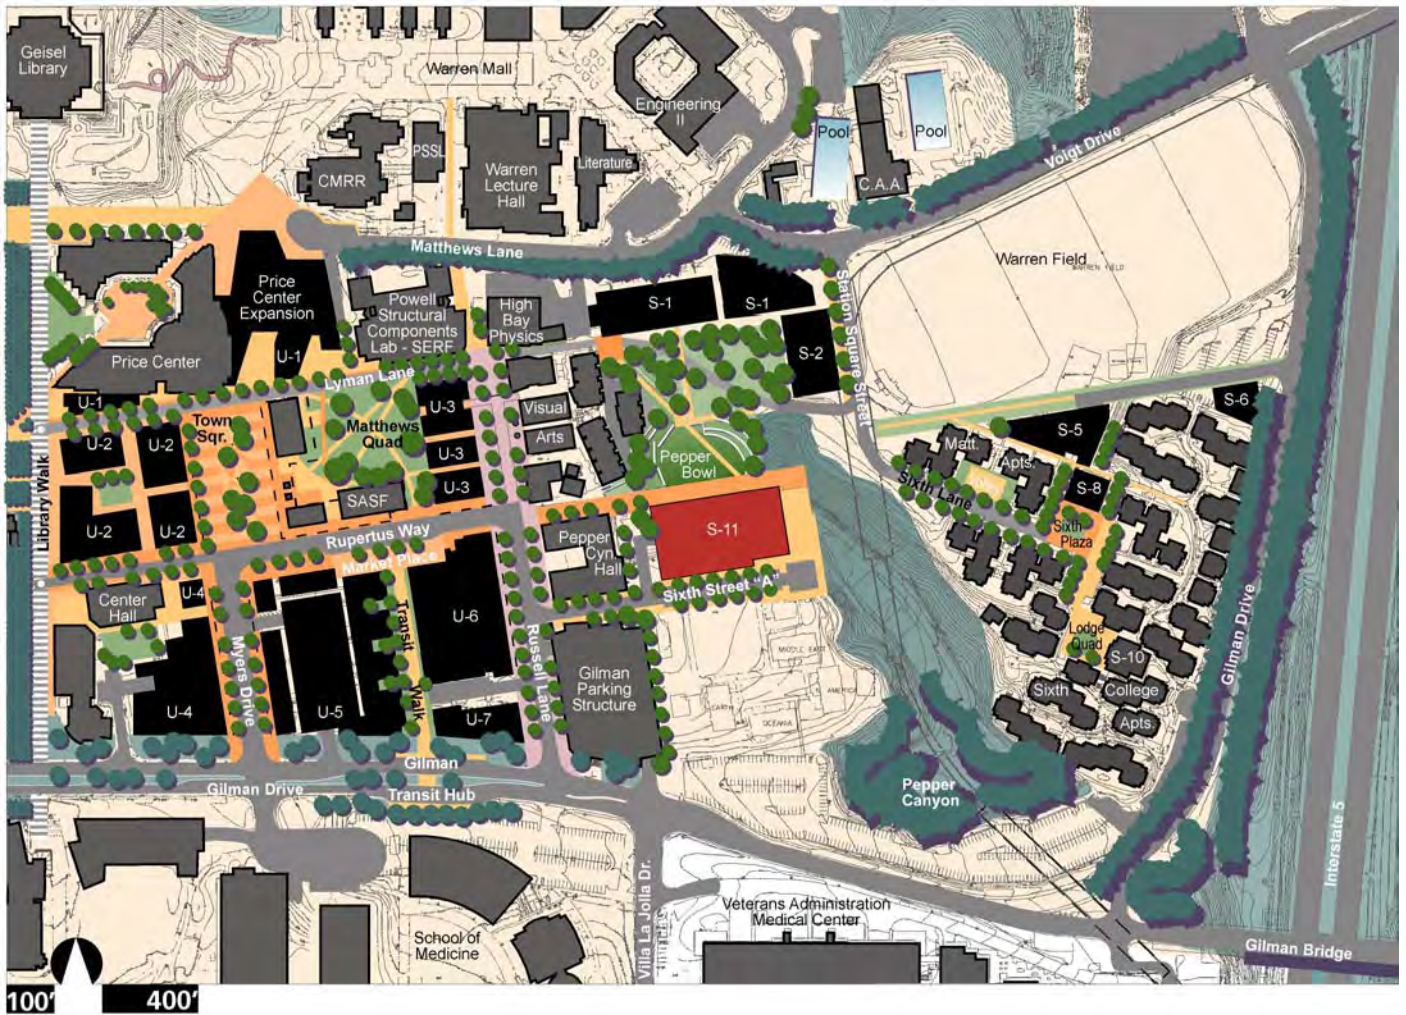 Geisel
Library
Warren Mall
Engineering
II
Pool
Pool
Voigt Drive
PSSL
CMRR
Warren
Lecture
Hall
Literature
C.A.A.
Matthews Lane
Warren Field
WARREN FIELD
Price
Center
Expansion
Powell
Structural
Components
Lab - SERF
High
Bay
Physics
S-1
S-1
Station Square Street
S-2
Price Center
U-1
Lyman Lane
U-1
Town
Sqr.
Matthews
Quad
U-3
Visual
Arts
U-3
U-3
S-6
S-5
Matt.
Apts.
S-8
Sixth Lane
Sixth
Plaza
Pepper
Bowl
U-2
U-2
U-2
U-2
Library Walk
SASF
Rupertus Way
Market Place
Pepper
Cyn.
Hall
S-11
Sixth Street "A"
Center
Hall
U-4
U-6
Transit
Walk
Myers Drive
Russell Lane
Gilman
Parking
Structure
MIDDLE EAST
AMERICA
OCEANIA
Lodge
Quad
S-10
Sixth
College
Apts.
Gilman Drive
U-4
U-5
U-7
Gilman
Transit Hub
Gilman Drive
Pepper
Canyon
Interstate 5
Villa La Jolla Dr.
Veterans Administration
Medical Center
School of
Medicine
Gilman Bridge
100'
400'